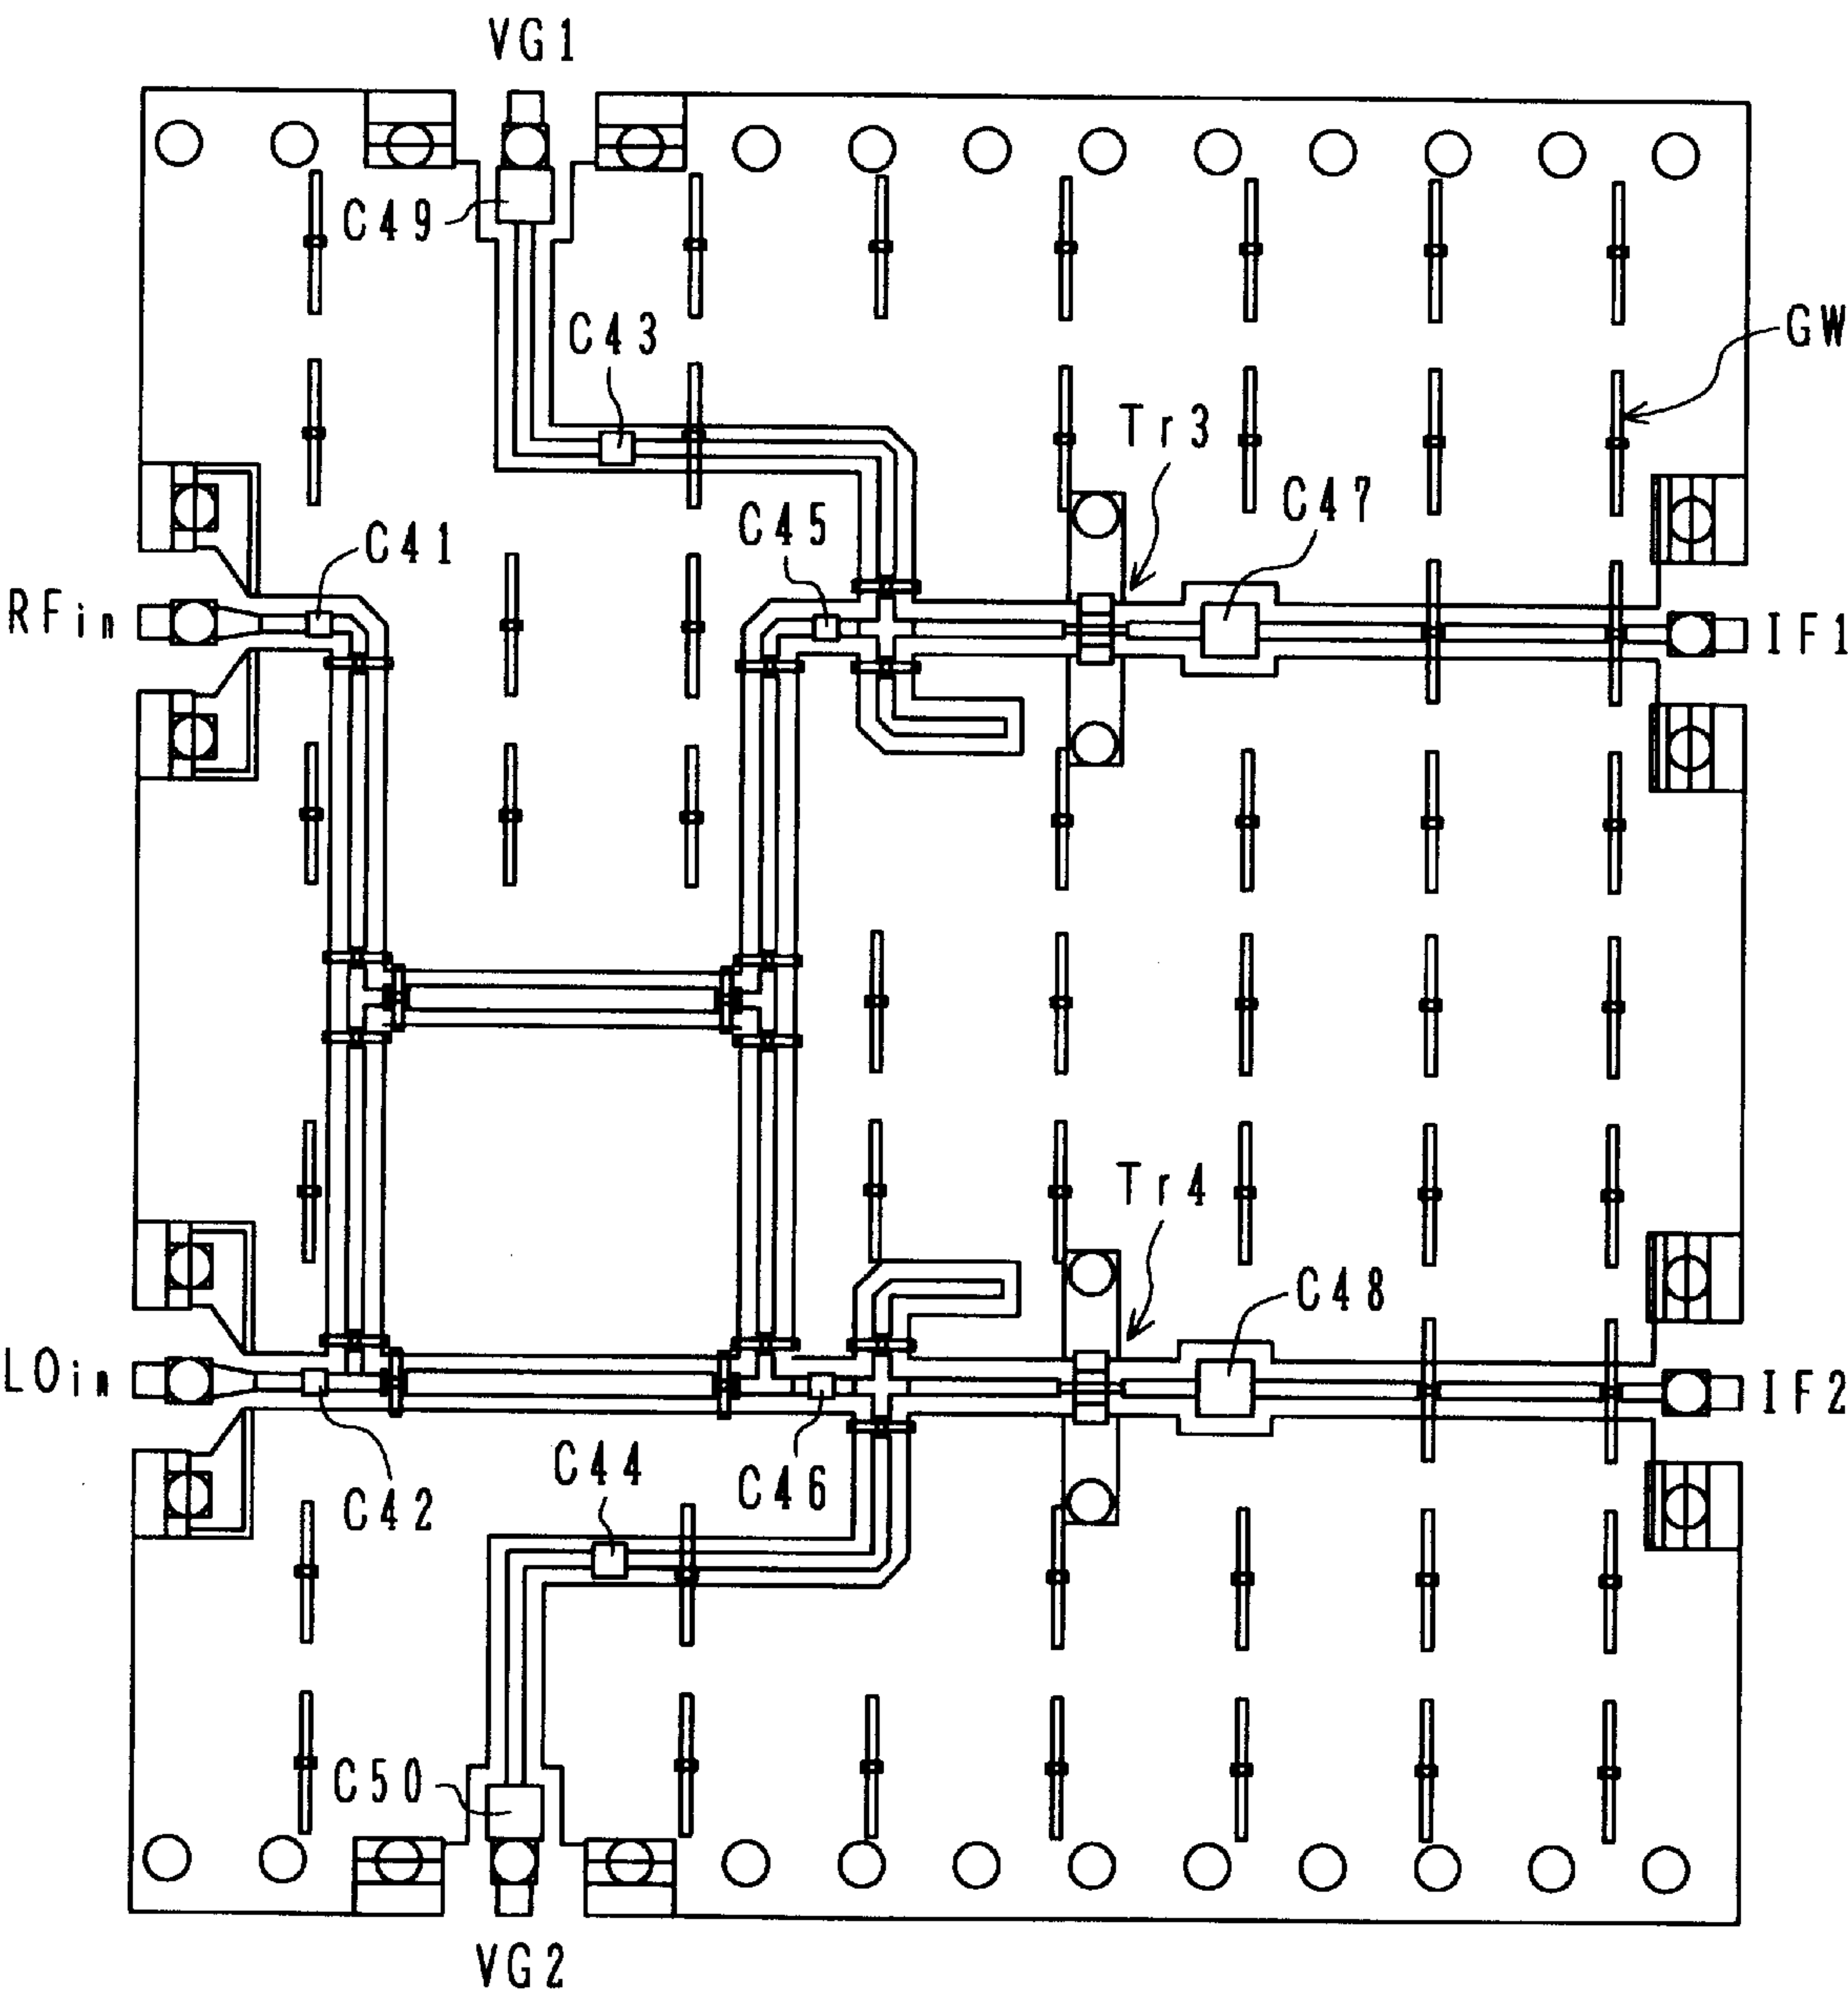 VG1
C49
C43
GW
Tr3
C47
C45
C41
RFin
IF1
Tr4
C48
LOin
IF2
C44
C46
C42
C50
VG2